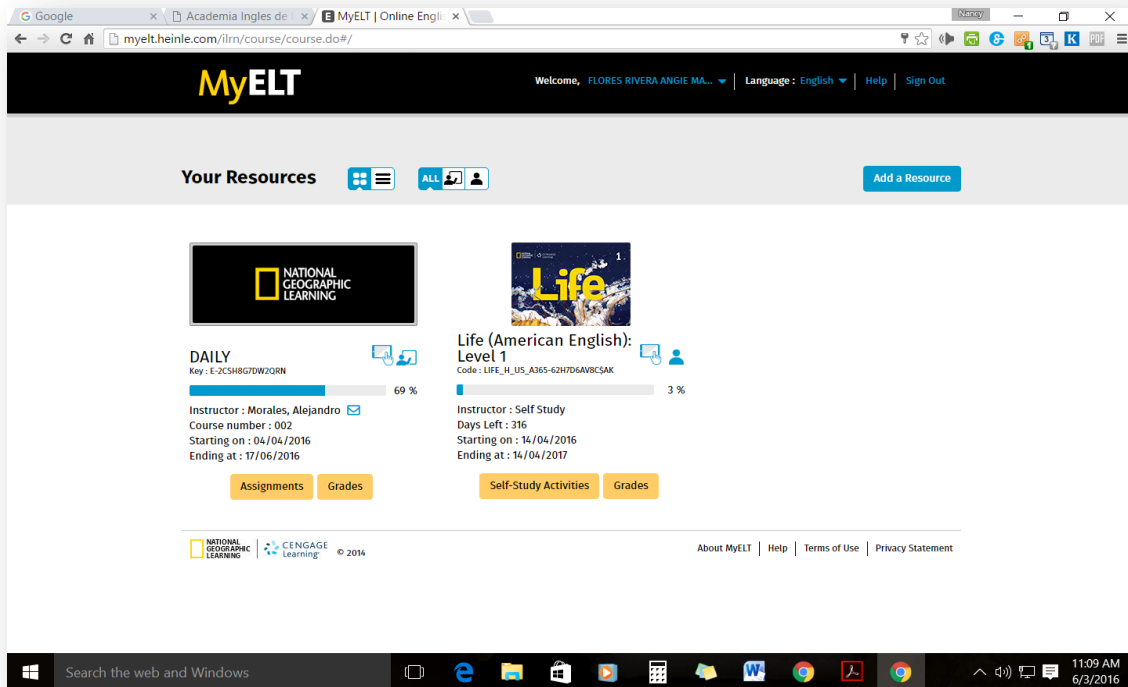 Google
Academia Ingles de
MyELT | Online Englis
Nancy
myelt.heinle.com/ilrn/course/course.do#/
MyELT
Welcome, FLORES RIVERA ANGIE MA... Language : English Help Sign Out
Your Resources
ALL
Add a Resource
NATIONAL
GEOGRAPHIC
LEARNING
1
Life
DAILY
Key : E-2CSH8G7DW2QRN
69 %
Instructor : Morales, Alejandro
Course number : 002
Starting on : 04/04/2016
Ending at : 17/06/2016
Assignments Grades
Life (American English):
Level 1
Code : LIFE_H_US_A365-62H7D6AV8C$AK
3 %
Instructor : Self Study
Days Left : 316
Starting on : 14/04/2016
Ending at : 14/04/2017
Self-Study Activities Grades
NATIONAL
GEOGRAPHIC
LEARNING
CENGAGE
Learning
© 2014
About MyELT Help Terms of Use Privacy Statement
Search the web and Windows
11:09 AM
6/3/2016